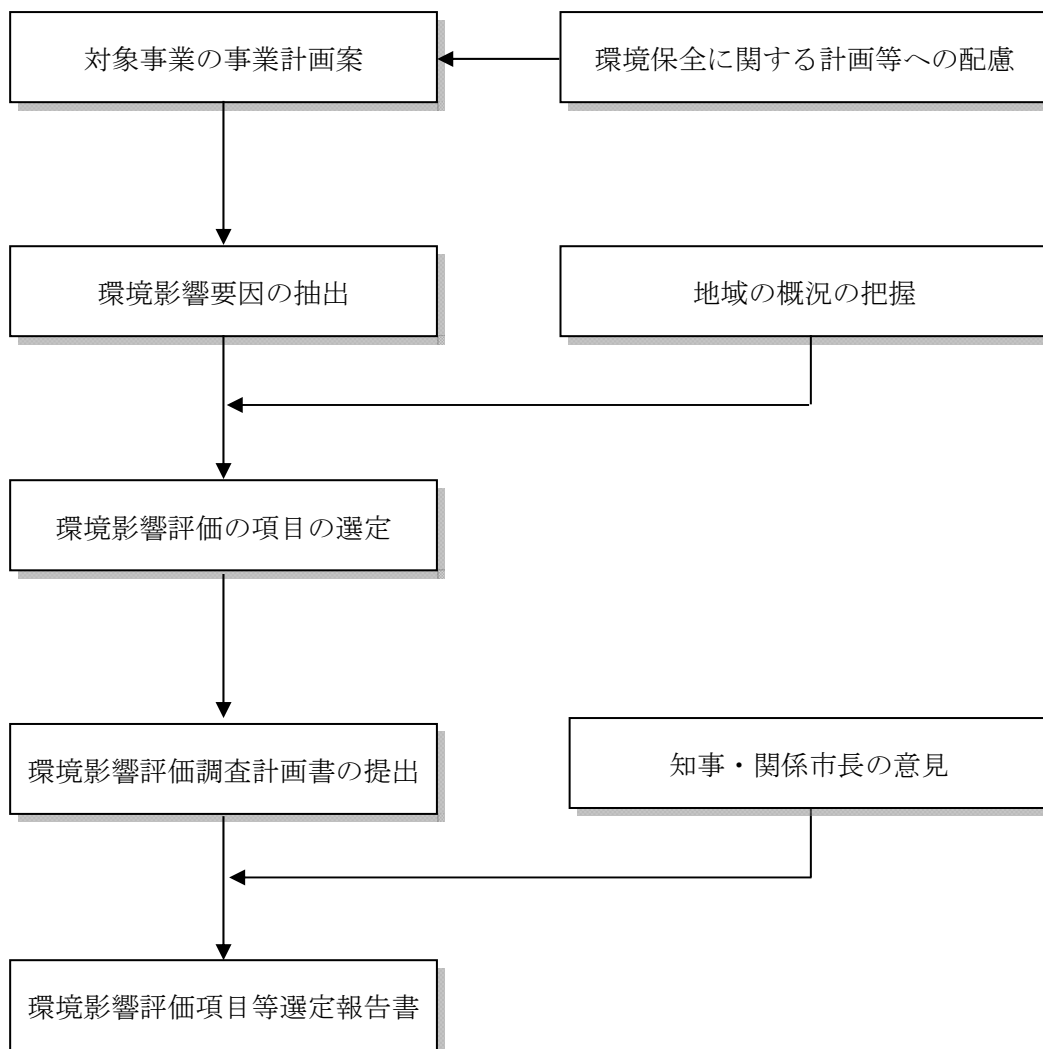 対象事業の事業計画案
環境保全に関する計画等への配慮
環境影響要因の抽出
地域の概況の把握
環境影響評価の項目の選定
環境影響評価調査計画書の提出
知事・関係市長の意見
環境影響評価項目等選定報告書